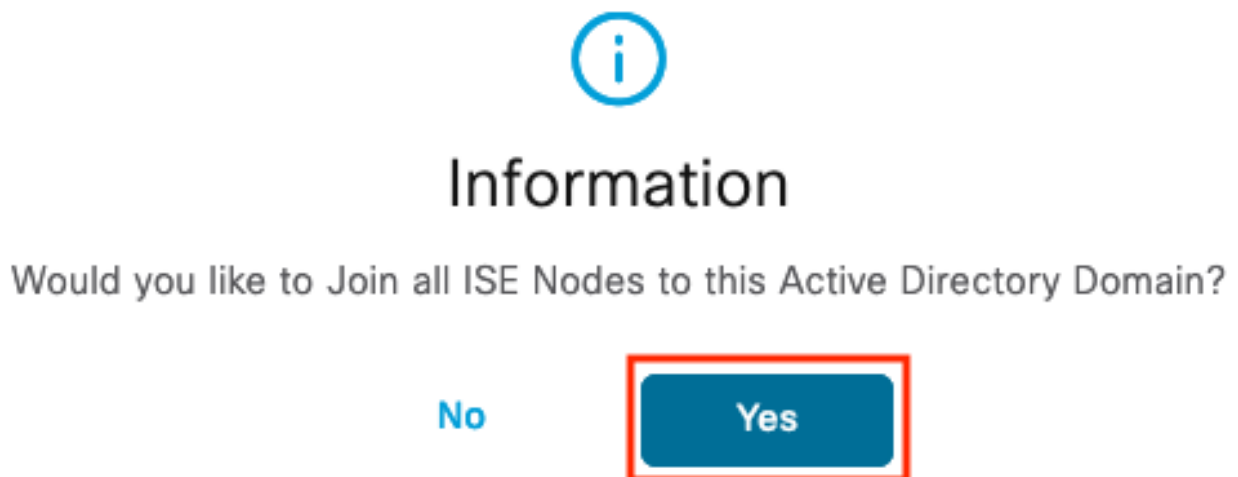 Information
Would you like to Join all ISE Nodes to this Active Directory Domain?
No
Yes